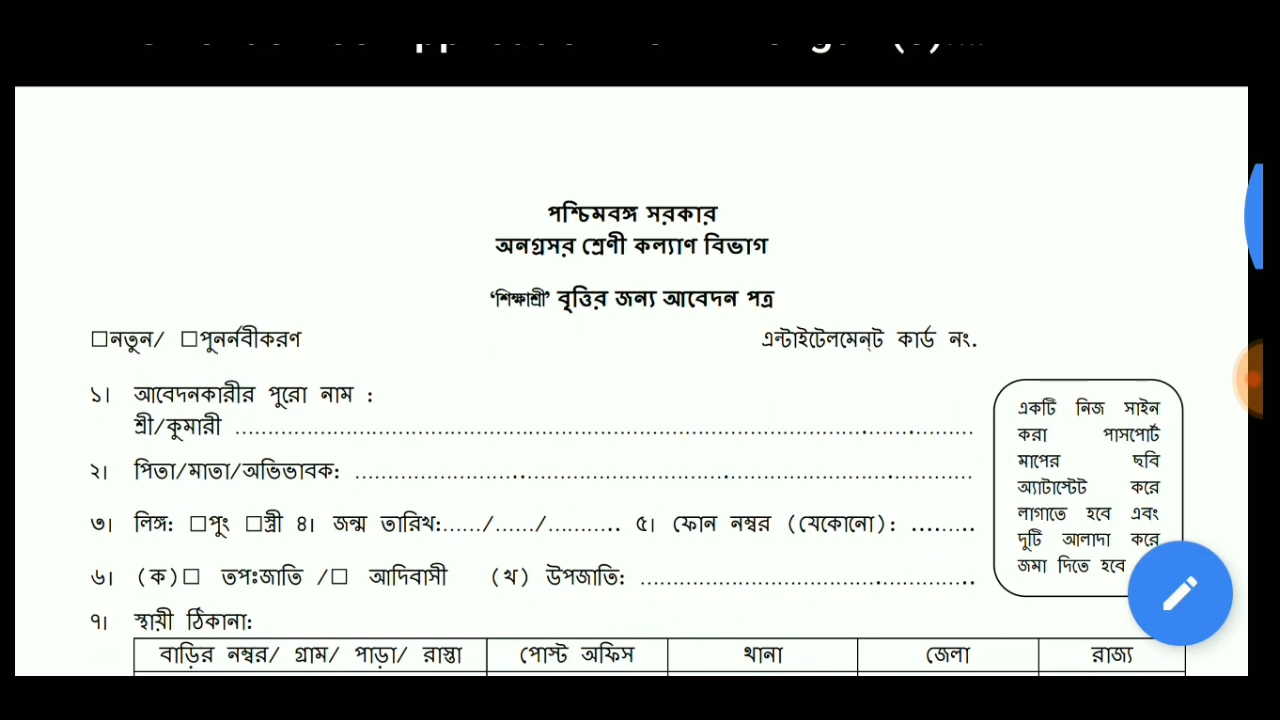 পশ্চিমবঙ্গ সরকার
অনগ্রসর শ্রেণী কল্যাণ বিভাগ
‘শিক্ষাশ্রী’ বৃত্তির জন্য আবেদন পত্র
☐নতুন/ ☐পুনর্নবীকরণ এন্টাইটেলমেন্ট কার্ড নং.
১। আবেদনকারীর পুরো নাম :
শ্রী/কুমারী ..........................................................................................
২। পিতা/মাতা/অভিভাবক: ..........................................................................
৩। লিঙ্গ: ☐পুং ☐স্ত্রী ৪। জন্ম তারিখ:....../....../........... ৫। ফোন নম্বর (যেকোনো): .........
৬। (ক)☐ তপঃজাতি /☐ আদিবাসী (খ) উপজাতি: ..................................................
একটি নিজ সাইন
করা পাসপোর্ট
মাপের ছবি
অ্যাটাস্টেট করে
লাগাতে হবে এবং
দুটি আলাদা করে
জমা দিতে হবে
৭। স্থায়ী ঠিকানা:
বাড়ির নম্বর/ গ্রাম/ পাড়া/ রাস্তা পোস্ট অফিস থানা জেলা রাজ্য